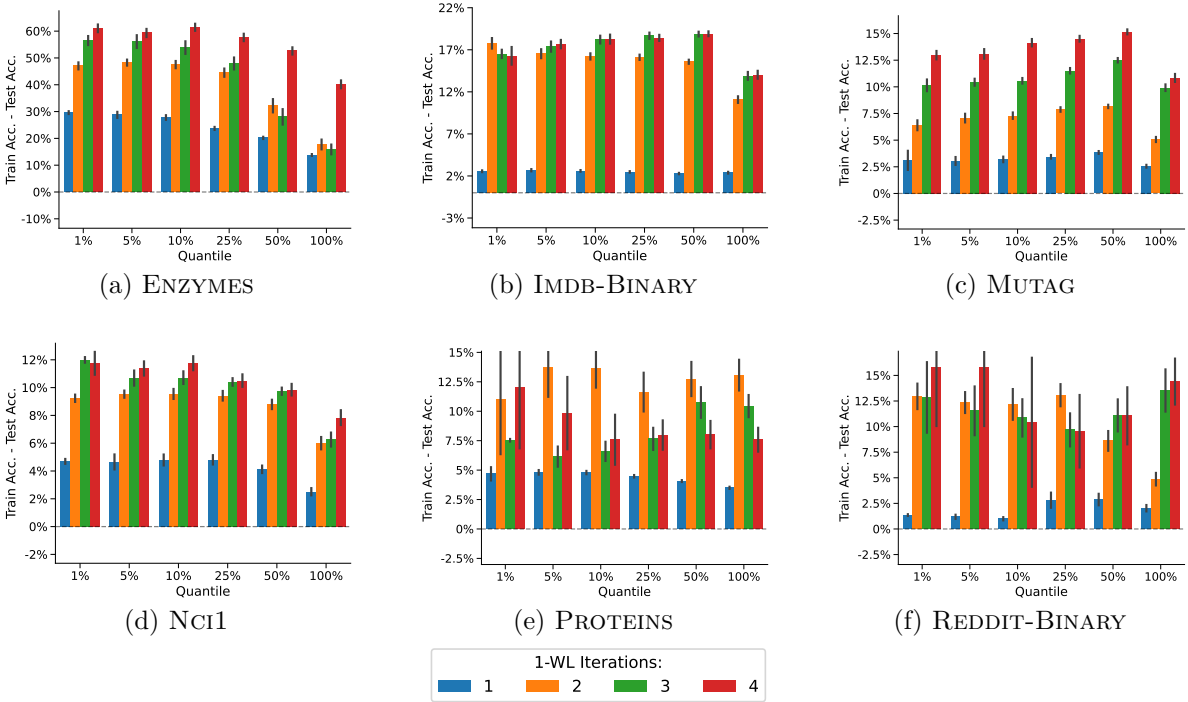 Train Acc. - Test Acc.
60%
50%
40%
30%
20%
10%
0%
-10%
1% 5% 10% 25% 50% 100%
Quantile
(a) ENZYMES
Train Acc. - Test Acc.
22%
17%
12%
7%
2%
-3%
1% 5% 10% 25% 50% 100%
Quantile
(b) IMDB-BINARY
Train Acc. - Test Acc.
15%
12.5%
10%
7.5%
5%
2.5%
0%
-2.5%
1% 5% 10% 25% 50% 100%
Quantile
(c) MUTAG
Train Acc. - Test Acc.
12%
10%
8%
6%
4%
2%
0%
-2%
1% 5% 10% 25% 50% 100%
Quantile
(d) NCI1
Train Acc. - Test Acc.
15%
12.5%
10%
7.5%
5%
2.5%
0%
-2.5%
1% 5% 10% 25% 50% 100%
Quantile
(e) PROTEINS
Train Acc. - Test Acc.
15%
12.5%
10%
7.5%
5%
2.5%
0%
-2.5%
1% 5% 10% 25% 50% 100%
Quantile
(f) REDDIT-BINARY
1-WL Iterations:
1 2 3 4